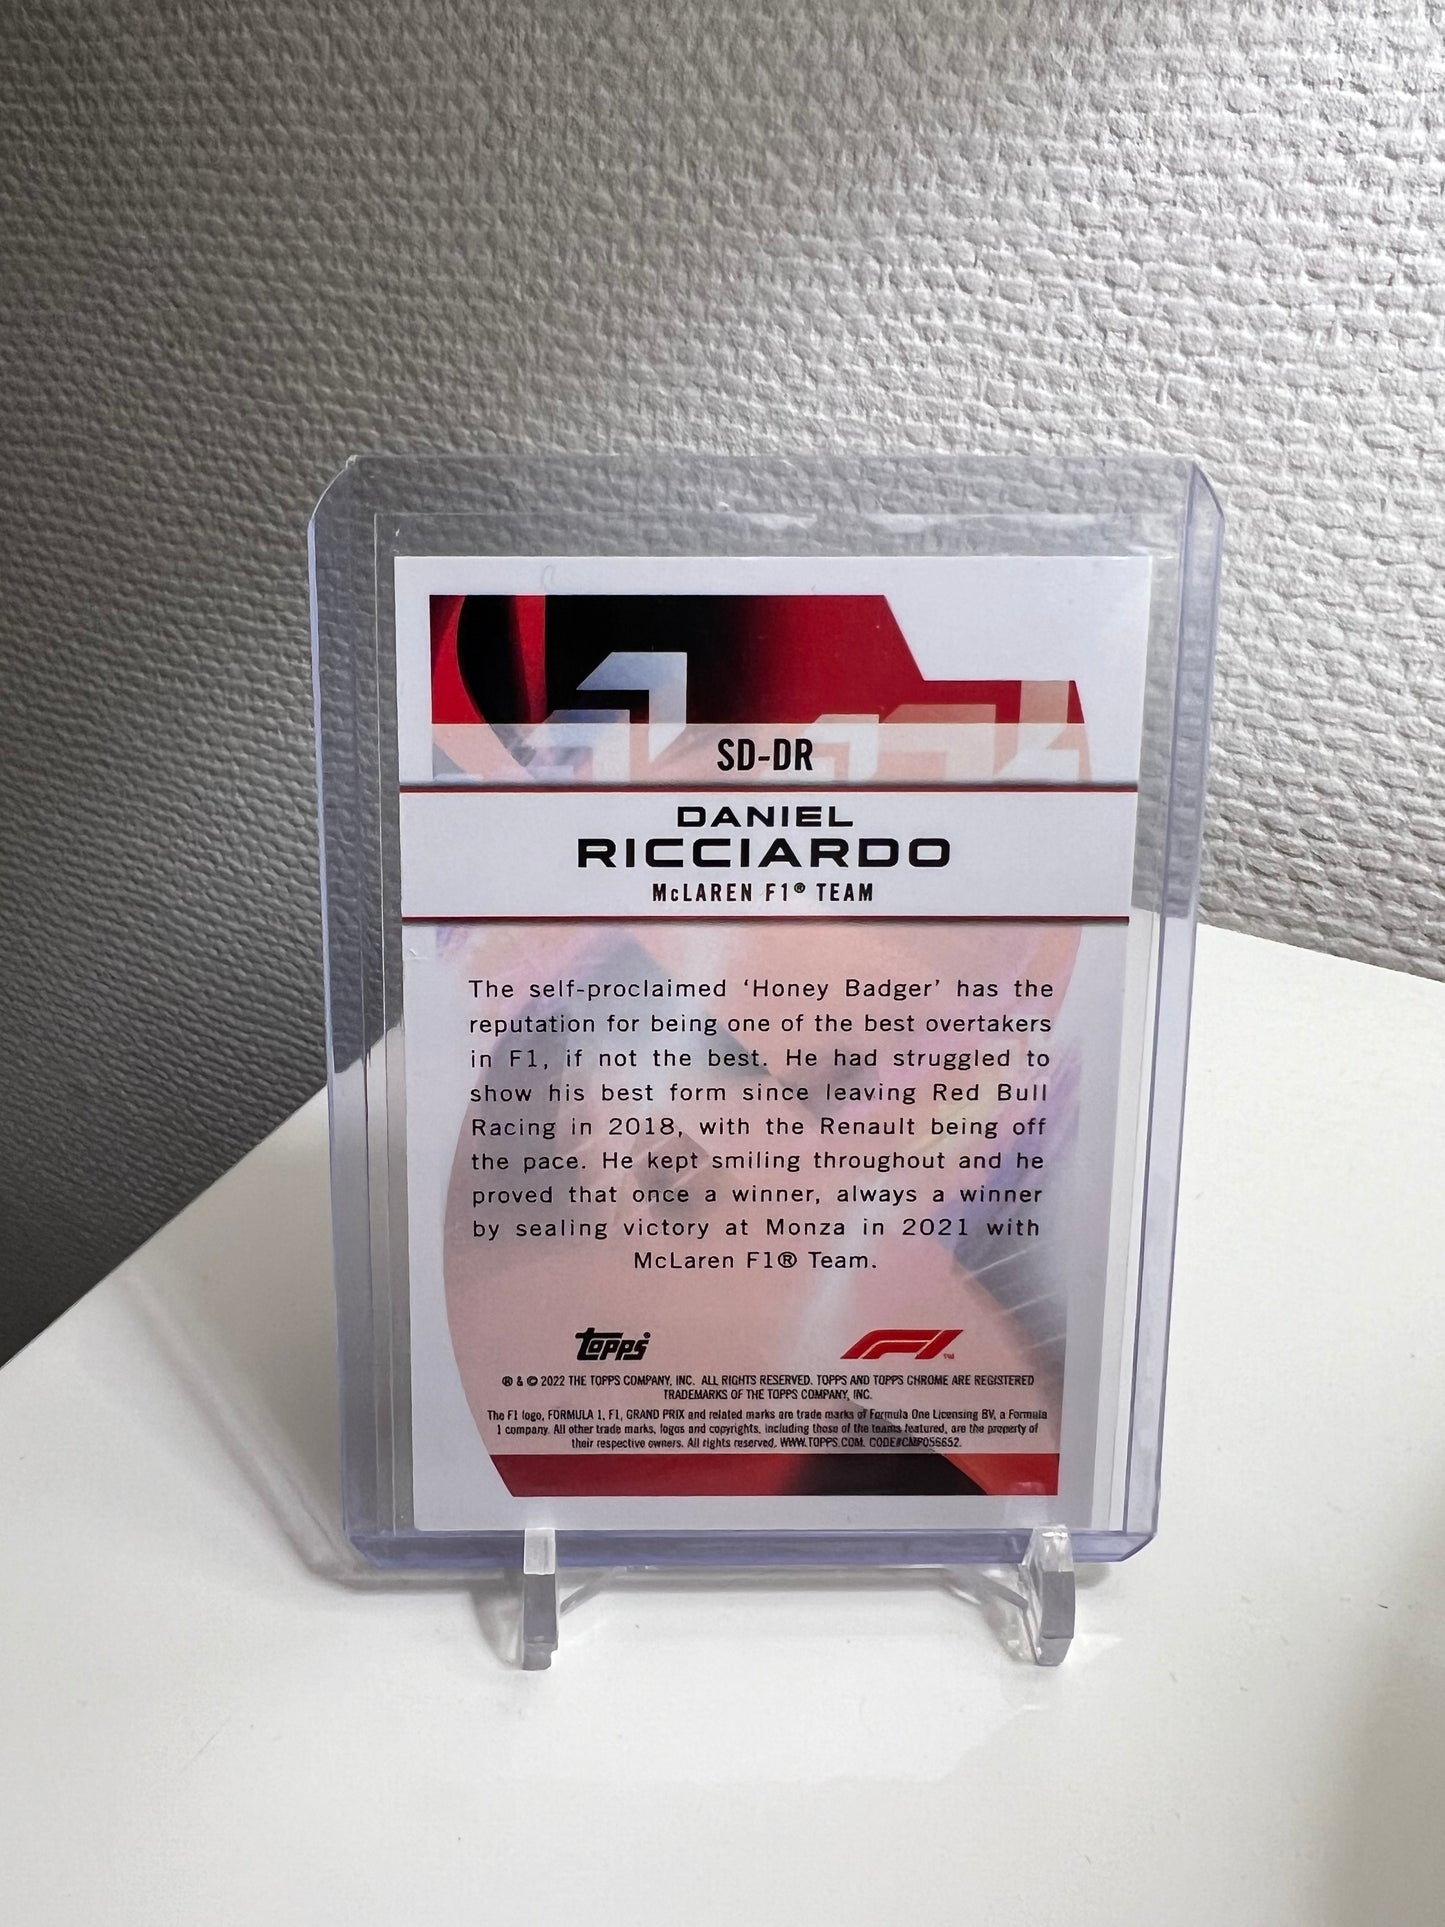 SD-DR
DANIEL
RICCIARDO
McLAREN F1® TEAM
The self-proclaimed ‘Honey Badger’ has the
reputation for being one of the best overtakers
in F1, if not the best. He had struggled to
show his best form since leaving Red Bull
Racing in 2018, with the Renault being off
the pace. He kept smiling throughout and he
proved that once a winner, always a winner
by sealing victory at Monza in 2021 with
McLaren F1® Team.
topps F1 ™
® & © 2022 THE TOPPS COMPANY, INC. ALL RIGHTS RESERVED. TOPPS AND TOPPS CHROME ARE REGISTERED
TRADEMARKS OF THE TOPPS COMPANY, INC.
The F1 logo, FORMULA 1, F1, GRAND PRIX and related marks are trade marks of Formula One Licensing BV, a Formula
1 company. All other trade marks, logos and copyrights, including those of the teams featured, are the property of
their respective owners. All rights reserved. WWW.TOPPS.COM. CODE#CMP055652.